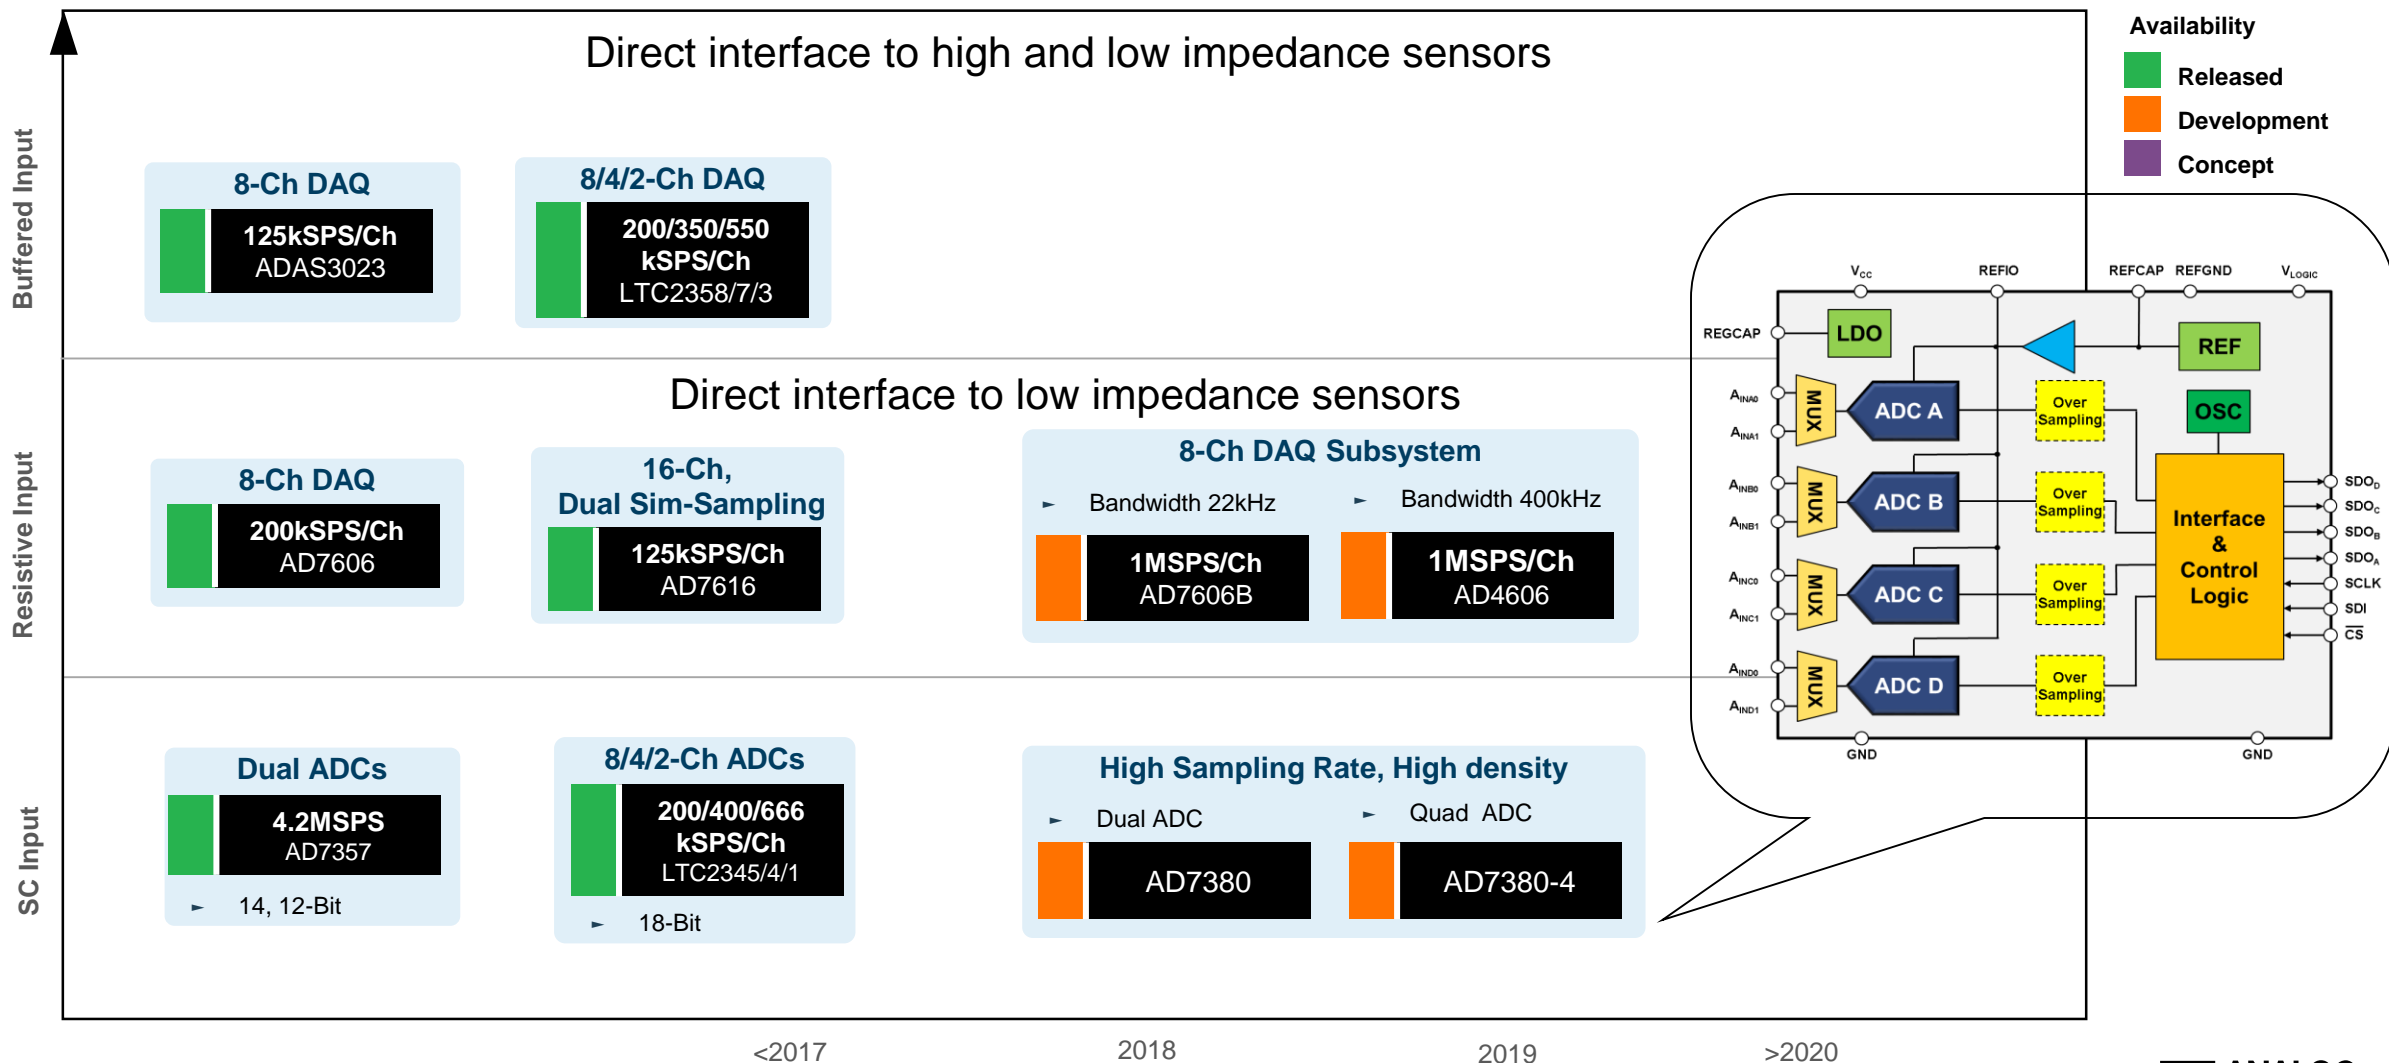 Direct interface to high and low impedance sensors
Availability
Released
Development
Concept
Buffered Input
8-Ch DAQ
125kSPS/Ch
ADAS3023
8/4/2-Ch DAQ
200/350/550
kSPS/Ch
LTC2358/7/3
Direct interface to low impedance sensors
Resistive Input
8-Ch DAQ
200kSPS/Ch
AD7606
16-Ch,
Dual Sim-Sampling
125kSPS/Ch
AD7616
8-Ch DAQ Subsystem
► Bandwidth 22kHz
1MSPS/Ch
AD7606B
► Bandwidth 400kHz
1MSPS/Ch
AD4606
SC Input
Dual ADCs
4.2MSPS
AD7357
► 14, 12-Bit
8/4/2-Ch ADCs
200/400/666
kSPS/Ch
LTC2345/4/1
► 18-Bit
High Sampling Rate, High density
► Dual ADC
AD7380
► Quad ADC
AD7380-4
VCC
REFIO
REFCAP
REFGND
VLOGIC
REGCAP
LDO
REF
AINA0
AINA1
MUX
ADC A
Over
Sampling
OSC
AINB0
AINB1
MUX
ADC B
Over
Sampling
AINC0
AINC1
MUX
ADC C
Over
Sampling
AIND0
AIND1
MUX
ADC D
Over
Sampling
Interface
&
Control
Logic
SDOD
SDOC
SDOB
SDOA
SCLK
SDI
CS
GND
GND
<2017
2018
2019
>2020